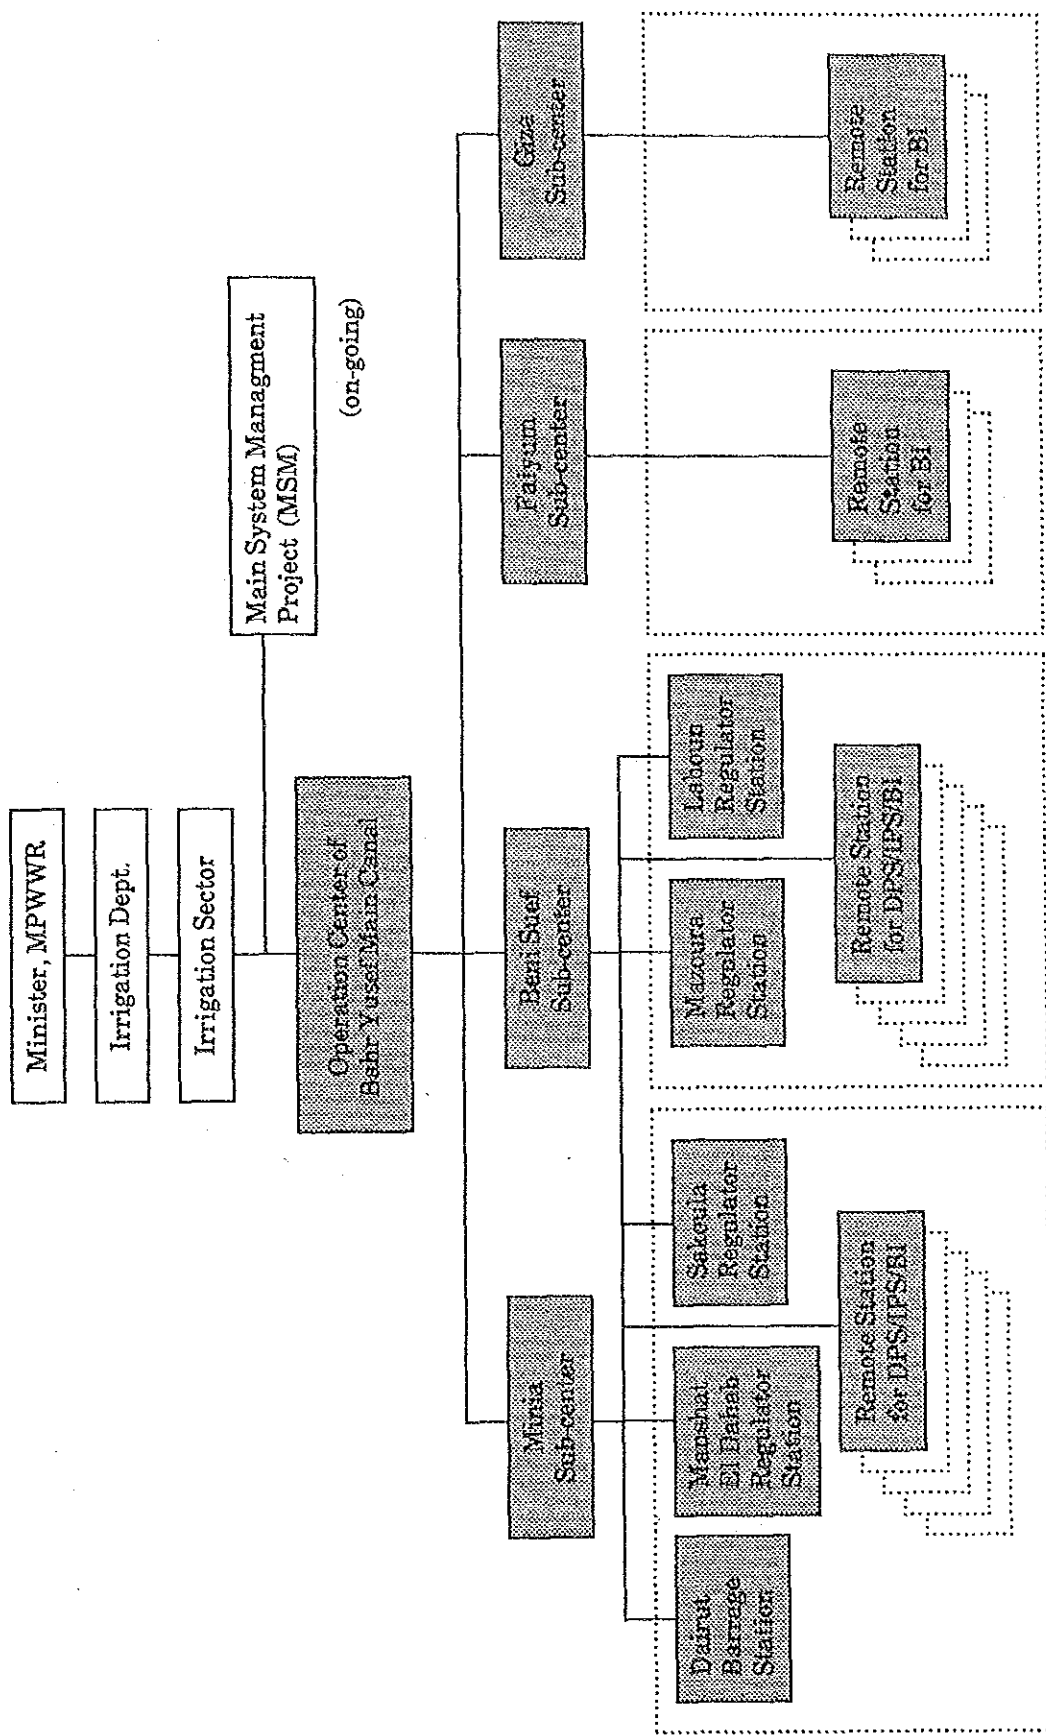 Minister, MPWWR
Irrigation Dept.
Irrigation Sector
Main System Managment
Project (MSM)
(on-going)
Operation Center of
Bahr Yusef Main Canal
Minia
Sub-center
Beni Suef
Sub-center
Faiyum
Sub-center
Giza
Sub-center
Dairut
Barrage
Station
Manshat
El Dahab
Regulator
Station
Sakoula
Regulator
Station
Mazoura
Regulator
Station
Lahoun
Regulator
Station
Remote Station
for DPS/IPS/BI
Remote Station
for DPS/IPS/BI
Remote
Station
for BI
Remote
Station
for BI